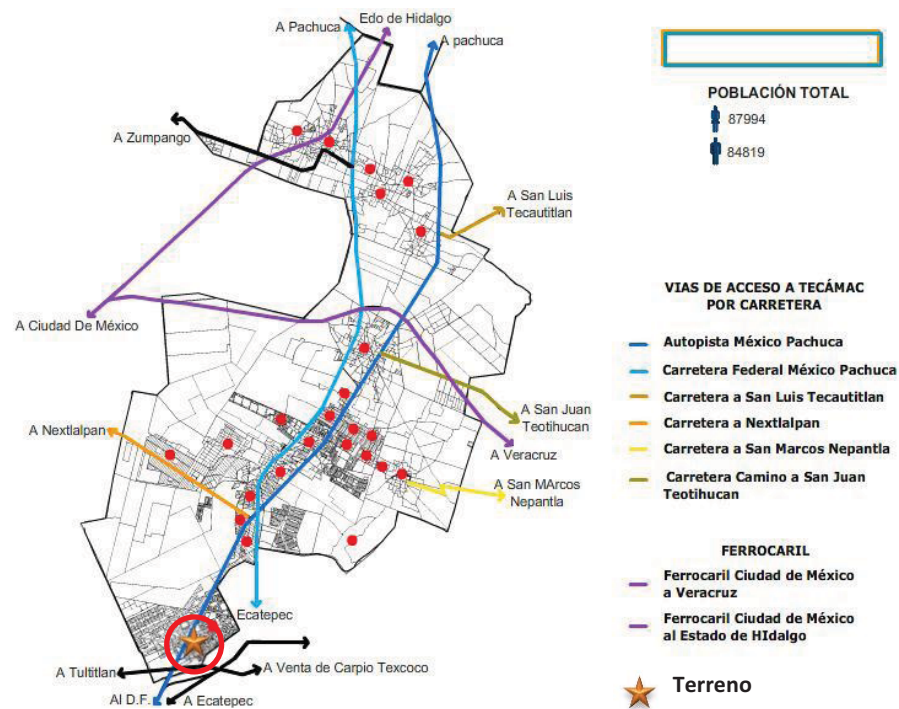 A Pachuca
Edo de Hidalgo
A pachuca
A Zumpango
A San Luis
Tecautitlan
A Ciudad De México
A San Juan
Teotihucan
A Nextlalpan
A Veracruz
A San MArcos
Nepantla
Ecatepec
A Tultitlan
A Venta de Carpio Texcoco
Al D.F.
A Ecatepec
POBLACIÓN TOTAL
87994
84819
VIAS DE ACCESO A TECÁMAC
POR CARRETERA
Autopista México Pachuca
Carretera Federal México Pachuca
Carretera a San Luis Tecautitlan
Carretera a Nextlalpan
Carretera a San Marcos Nepantla
Carretera Camino a San Juan
Teotihucan
FERROCARIL
Ferrocaril Ciudad de México
a Veracruz
Ferrocaril Ciudad de México
al Estado de HIdalgo
Terreno